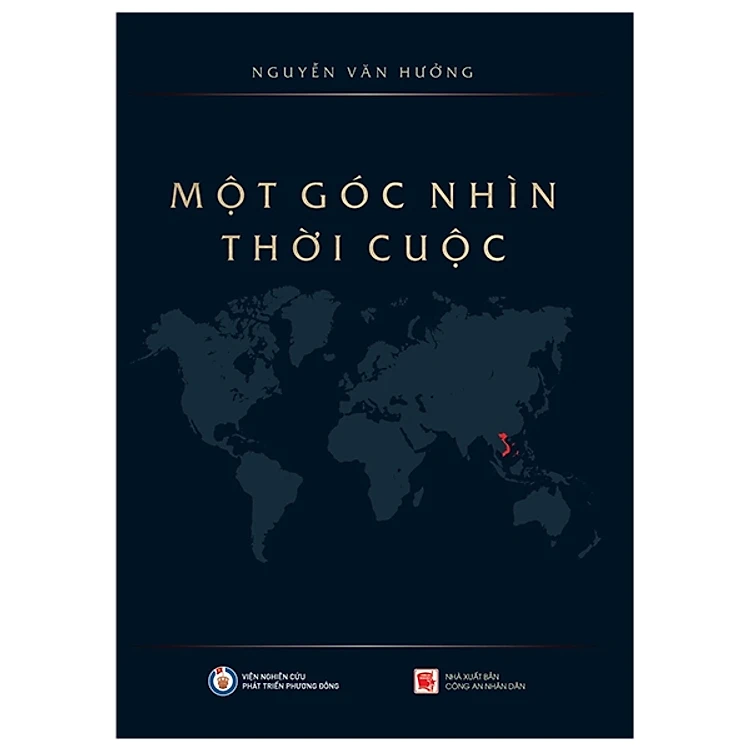 NGUYỄN VĂN HƯỞNG
MỘT GÓC NHÌN
THỜI CUỘC
VIỆN NGHIÊN CỨU
PHÁT TRIỂN PHƯƠNG ĐÔNG
NHÀ XUẤT BẢN
CÔNG AN NHÂN DÂN